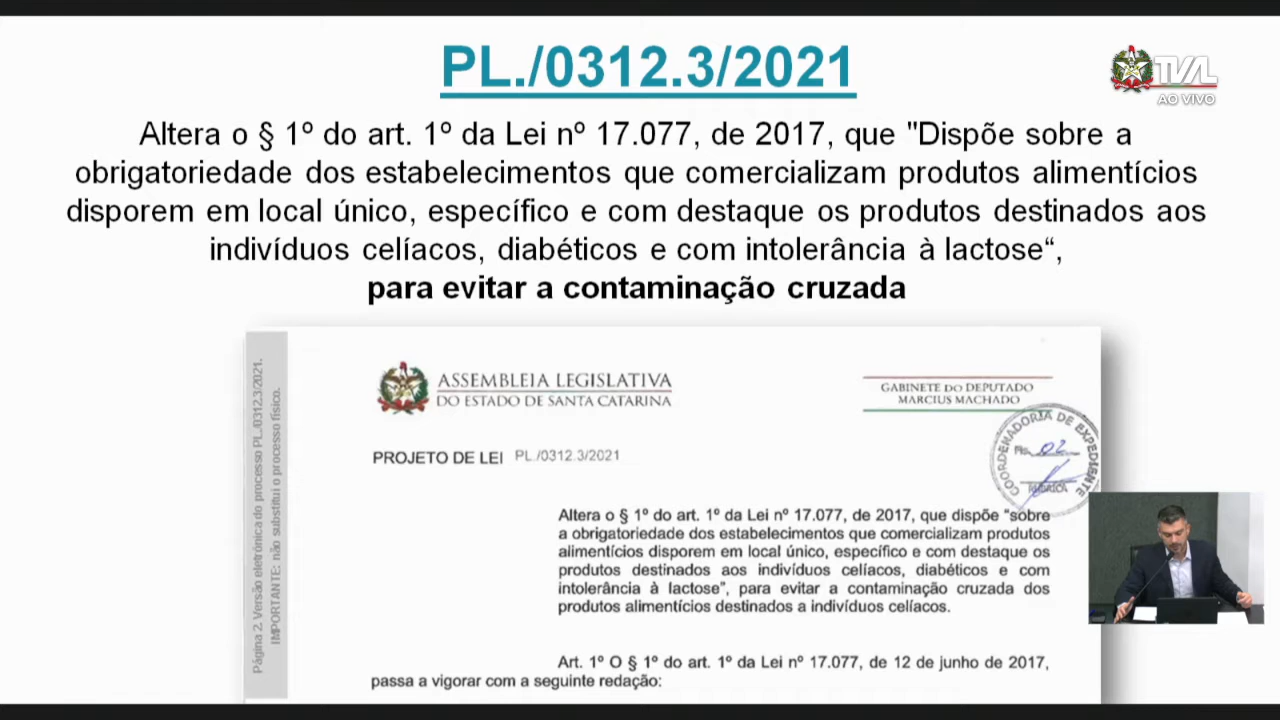 PL./0312.3/2021
TVAL
AO VIVO
Altera o § 1º do art. 1º da Lei nº 17.077, de 2017, que "Dispõe sobre a
obrigatoriedade dos estabelecimentos que comercializam produtos alimentícios
disporem em local único, específico e com destaque os produtos destinados aos
indivíduos celíacos, diabéticos e com intolerância à lactose“,
para evitar a contaminação cruzada
Página 2. Versão eletrônica do processo PL./0312.3/2021.
IMPORTANTE: não substitui o processo físico.
ASSEMBLEIA LEGISLATIVA
DO ESTADO DE SANTA CATARINA
GABINETE DO DEPUTADO
MARCIUS MACHADO
COORDENADORIA DE EXPEDIENTE
Fls. 02
RUBRICA
PROJETO DE LEI PL./0312.3/2021
Altera o § 1º do art. 1º da Lei nº 17.077, de 2017, que dispõe “sobre
a obrigatoriedade dos estabelecimentos que comercializam produtos
alimentícios disporem em local único, específico e com destaque os
produtos destinados aos indivíduos celíacos, diabéticos e com
intolerância à lactose”, para evitar a contaminação cruzada dos
produtos alimentícios destinados a indivíduos celíacos.
Art. 1º O § 1º do art. 1º da Lei nº 17.077, de 12 de junho de 2017,
passa a vigorar com a seguinte redação: